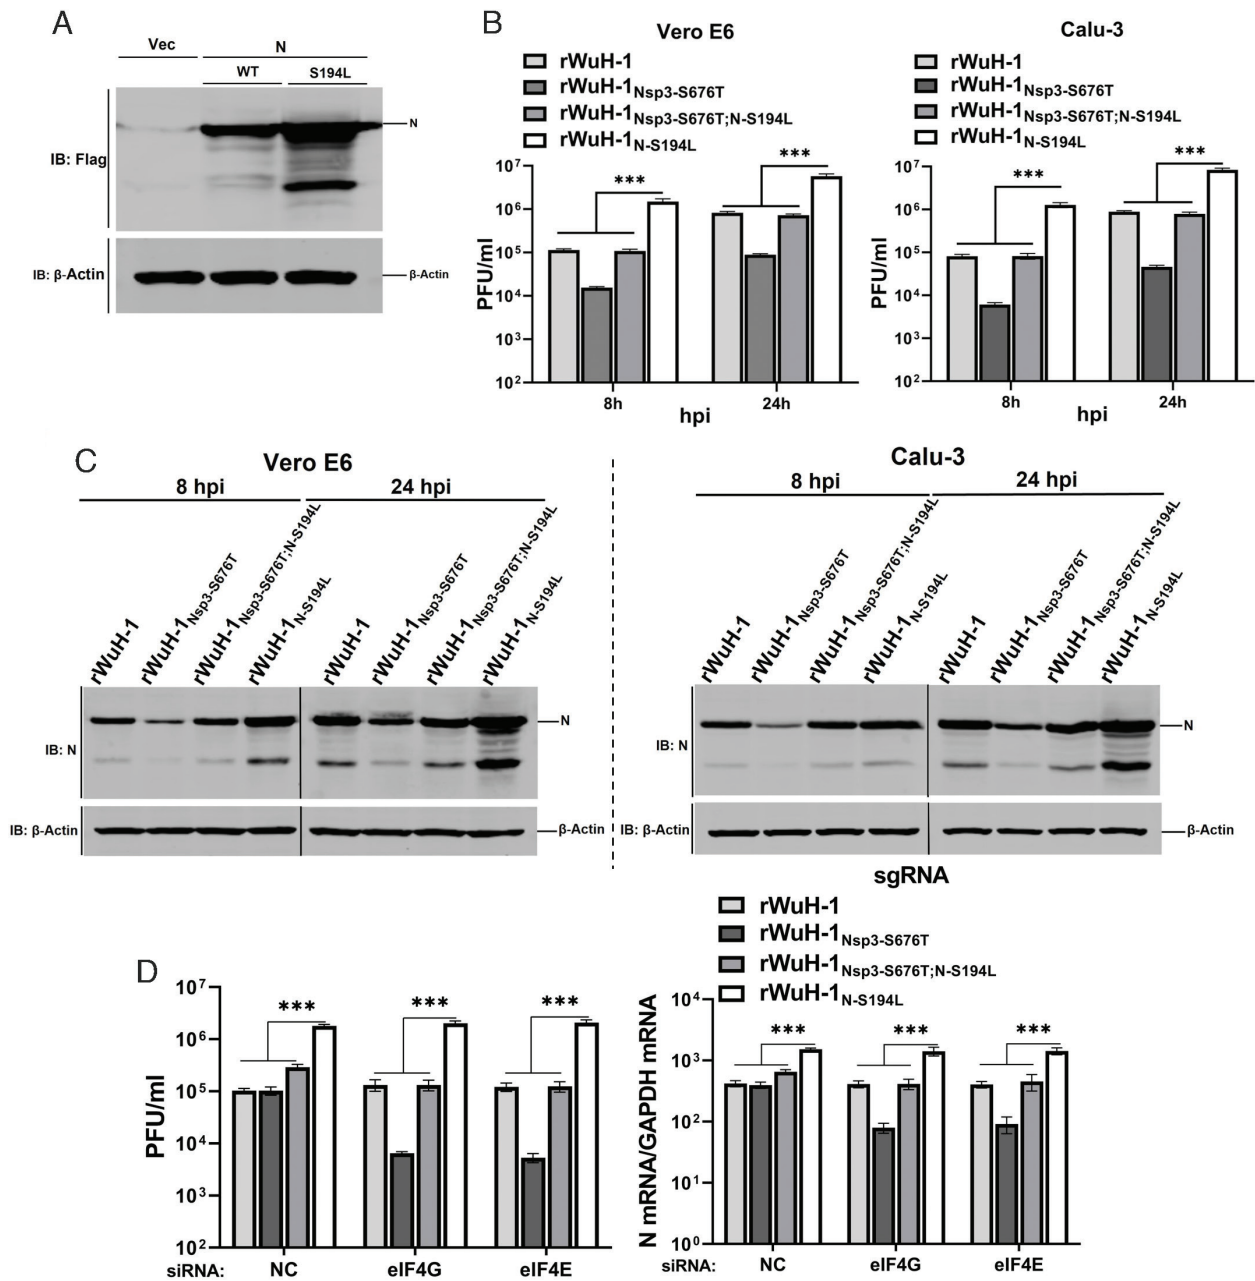 A
Vec
N
WT
S194L
IB: Flag
N
IB: β-Actin
β-Actin
B
Vero E6
rWuH-1
rWuH-1Nsp3-S676T
rWuH-1Nsp3-S676T;N-S194L
rWuH-1N-S194L
PFU/ml
10⁷
10⁶
10⁵
10⁴
10³
10²
***
***
8h
24h
hpi
Calu-3
rWuH-1
rWuH-1Nsp3-S676T
rWuH-1Nsp3-S676T;N-S194L
rWuH-1N-S194L
PFU/ml
10⁷
10⁶
10⁵
10⁴
10³
10²
***
***
8h
24h
hpi
C
Vero E6
8 hpi
24 hpi
rWuH-1
rWuH-1Nsp3-S676T
rWuH-1Nsp3-S676T;N-S194L
rWuH-1N-S194L
rWuH-1
rWuH-1Nsp3-S676T
rWuH-1Nsp3-S676T;N-S194L
rWuH-1N-S194L
IB: N
N
IB: β-Actin
β-Actin
Calu-3
8 hpi
24 hpi
rWuH-1
rWuH-1Nsp3-S676T
rWuH-1Nsp3-S676T;N-S194L
rWuH-1N-S194L
rWuH-1
rWuH-1Nsp3-S676T
rWuH-1Nsp3-S676T;N-S194L
rWuH-1N-S194L
IB: N
N
IB: β-Actin
β-Actin
D
PFU/ml
10⁷
10⁶
10⁵
10⁴
10³
10²
***
***
***
siRNA:
NC
eIF4G
eIF4E
sgRNA
rWuH-1
rWuH-1Nsp3-S676T
rWuH-1Nsp3-S676T;N-S194L
rWuH-1N-S194L
N mRNA/GAPDH mRNA
10⁴
10³
10²
10¹
10⁰
***
***
***
siRNA:
NC
eIF4G
eIF4E